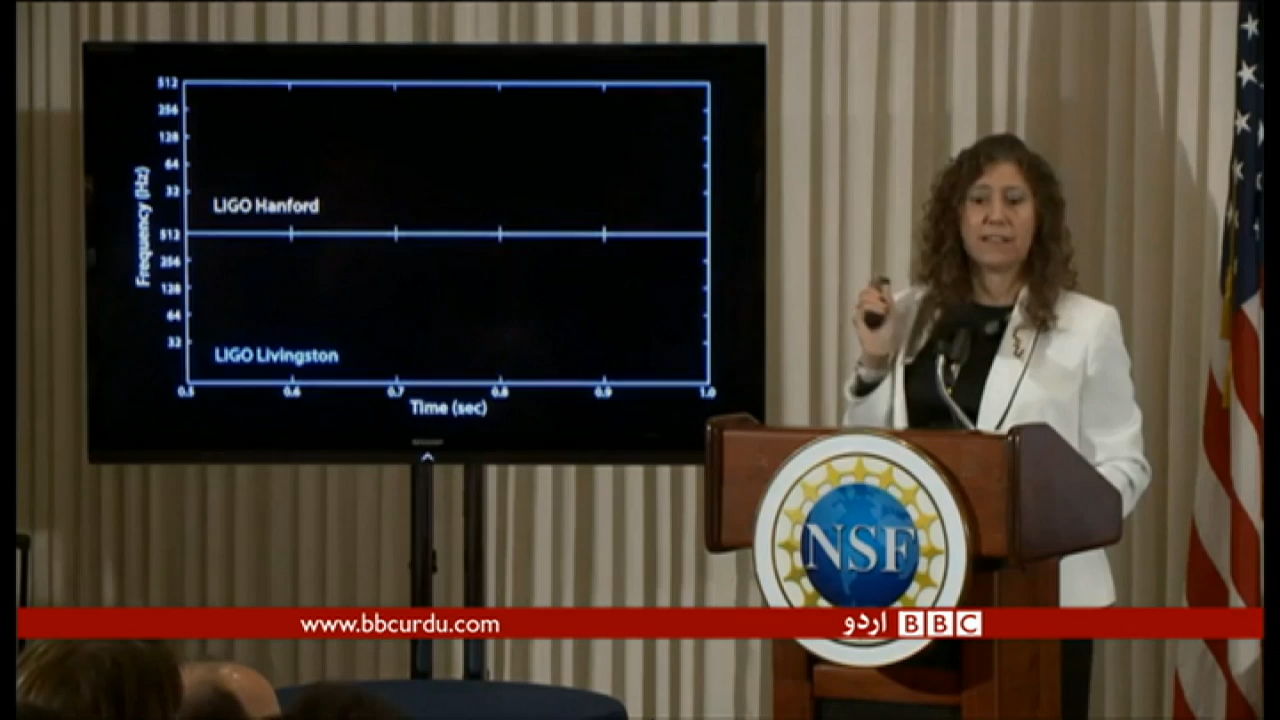 512
256
128
64
32
LIGO Hanford
512
256
128
64
32
LIGO Livingston
Frequency (Hz)
0.5 0.6 0.7 0.8 0.9 1.0
Time (sec)
NSF
www.bbcurdu.com
اردو BBC